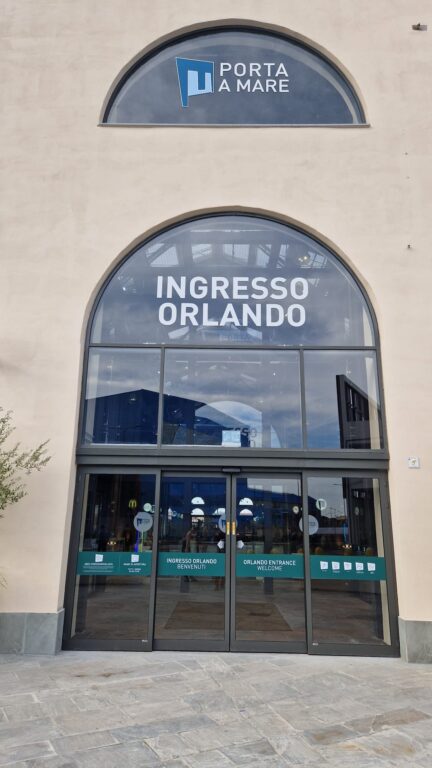 PORTA
A MARE
INGRESSO
ORLANDO
INGRESSO ORLANDO
BENVENUTI
ORLANDO ENTRANCE
WELCOME